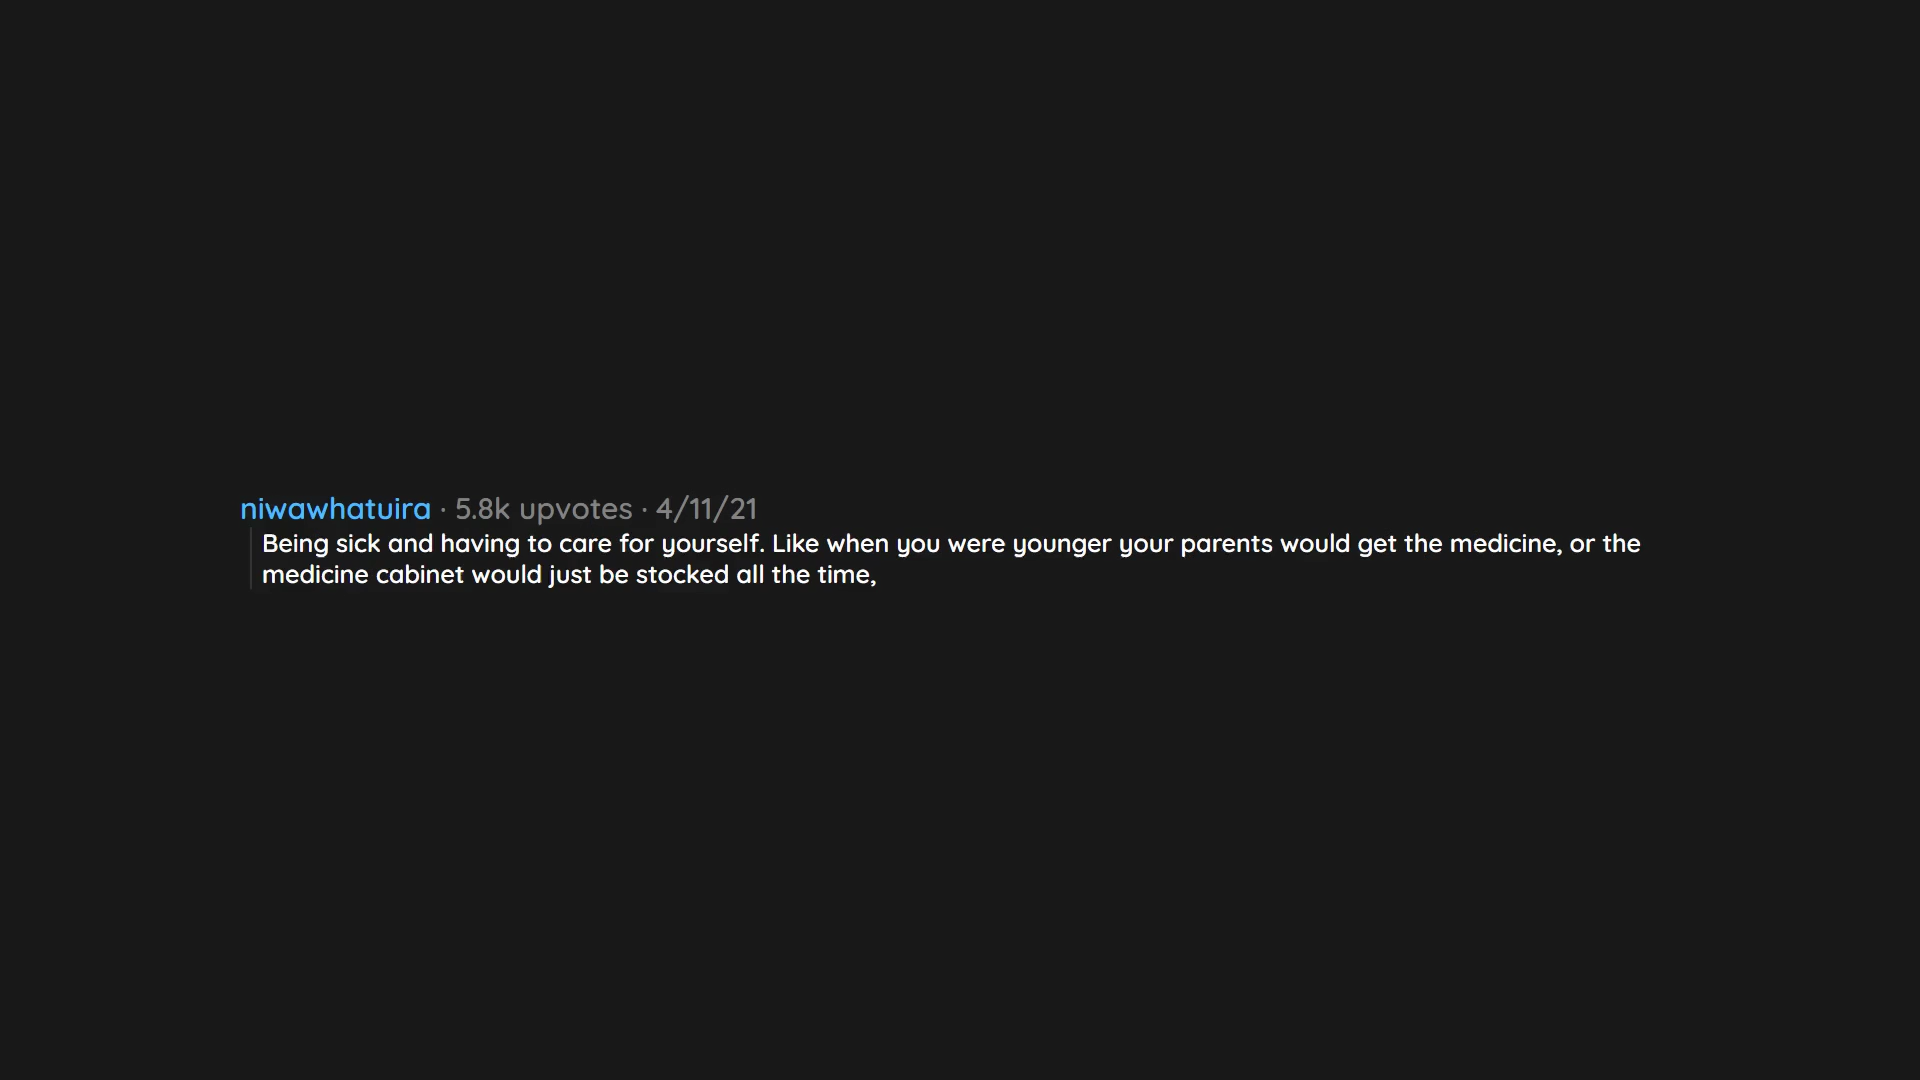 niwawhatuira · 5.8k upvotes · 4/11/21
Being sick and having to care for yourself. Like when you were younger your parents would get the medicine, or the
medicine cabinet would just be stocked all the time,